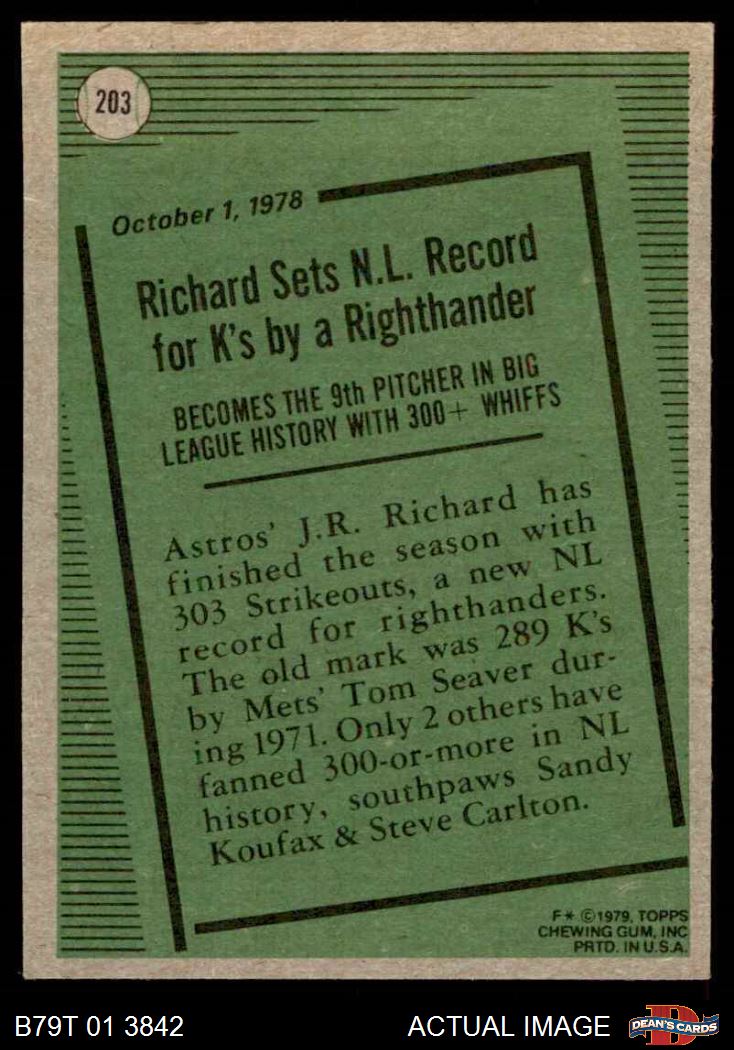 203
October 1, 1978
Richard Sets N.L. Record
for K's by a Righthander
BECOMES THE 9th PITCHER IN BIG
LEAGUE HISTORY WITH 300+ WHIFFS
Astros' J.R. Richard has
finished the season with
303 Strikeouts, a new NL
record for righthanders.
The old mark was 289 K's
by Mets' Tom Seaver dur-
ing 1971. Only 2 others have
fanned 300-or-more in NL
history, southpaws Sandy
Koufax & Steve Carlton.
F* ©1979, TOPPS
CHEWING GUM, INC
PRTD. IN U.S.A.
B79T 01 3842
ACTUAL IMAGE
DEAN'S CARDS